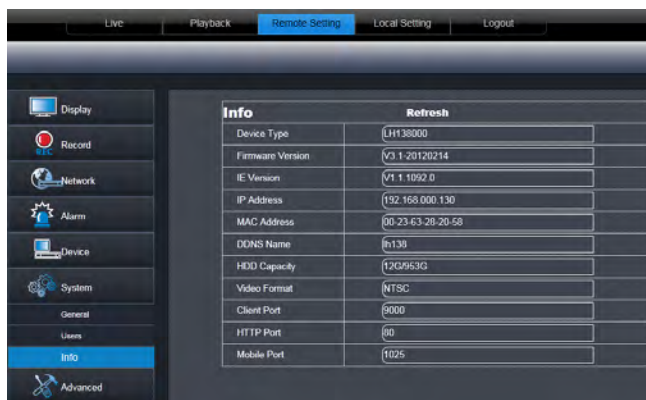 Live Playback Remote Setting Local Setting Logout
Display
Record
REC
Network
Alarm
Device
System
General
Users
Info
Advanced
Info Refresh
Device Type LH138000
Firmware Version V3.1-20120214
IE Version V1.1.1092.0
IP Address 192.168.000.130
MAC Address 00-23-63-28-20-58
DDNS Name lh138
HDD Capacity 12G/953G
Video Format NTSC
Client Port 9000
HTTP Port 80
Mobile Port 1025